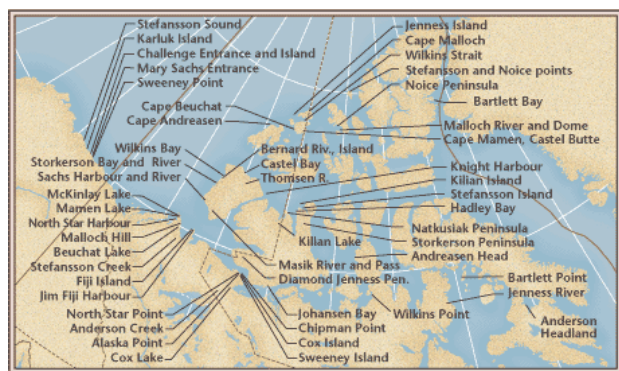 Stefansson Sound
Karluk Island
Challenge Entrance and Island
Mary Sachs Entrance
Sweeney Point
Jenness Island
Cape Malloch
Wilkins Strait
Stefansson and Noice points
Noice Peninsula
Bartlett Bay
Cape Beuchat
Cape Andreasen
Malloch River and Dome
Cape Mamen, Castel Butte
Wilkins Bay
Storkerson Bay and River
Sachs Harbour and River
Bernard Riv., Island
Castel Bay
Thomsen R.
Knight Harbour
Kilian Island
Stefansson Island
Hadley Bay
McKinlay Lake
Mamen Lake
North Star Harbour
Malloch Hill
Beuchat Lake
Stefansson Creek
Fiji Island
Jim Fiji Harbour
Kilian Lake
Natkusiak Peninsula
Storkerson Peninsula
Andreasen Head
Masik River and Pass
Diamond Jenness Pen.
Bartlett Point
Jenness River
North Star Point
Anderson Creek
Alaska Point
Cox Lake
Johansen Bay
Chipman Point
Cox Island
Sweeney Island
Wilkins Point
Anderson
Headland